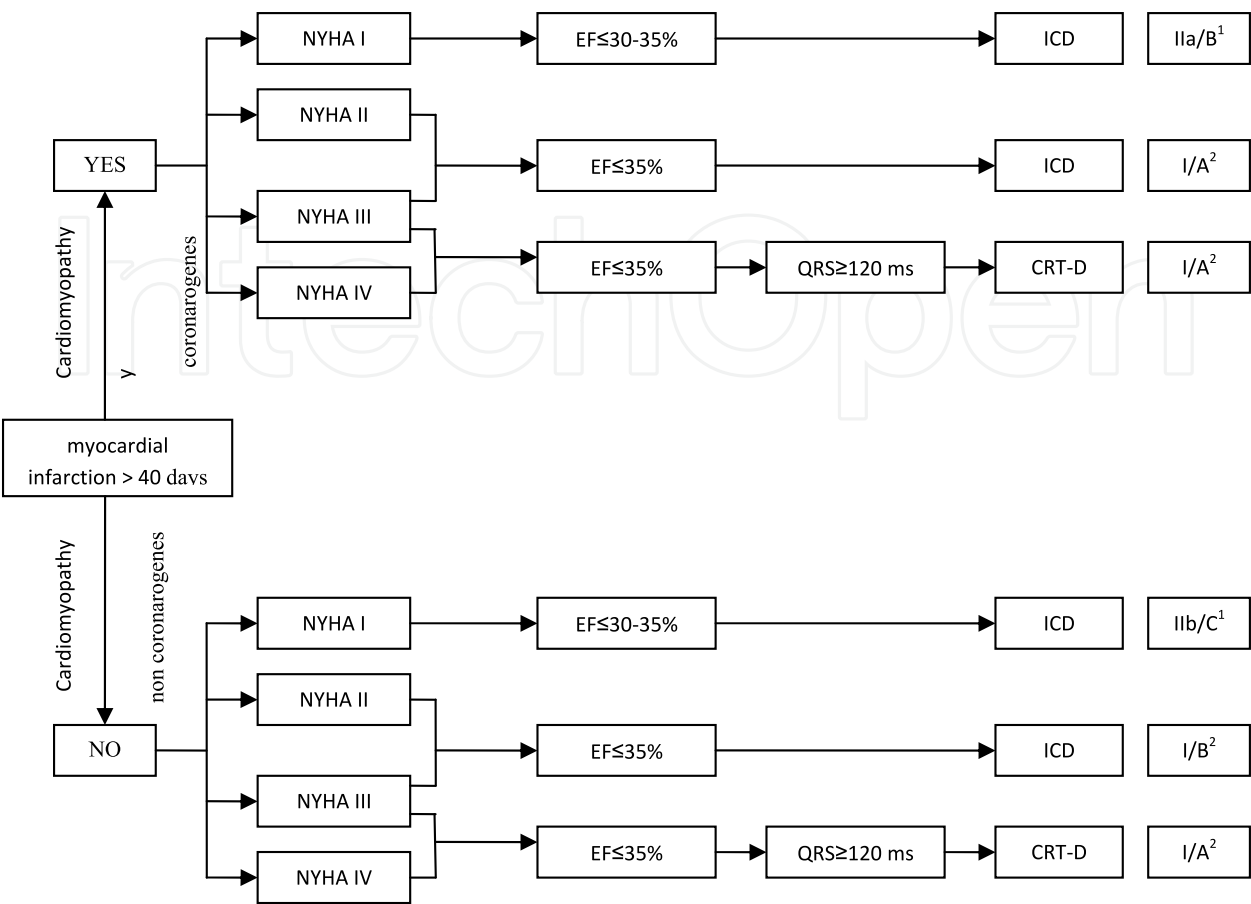 NYHA I
EF≤30-35%
ICD
IIa/B1
NYHA II
YES
EF≤35%
ICD
I/A2
NYHA III
Cardiomyopathy
y
coronarogenes
EF≤35%
QRS≥120 ms
CRT-D
I/A2
NYHA IV
IntechOpen
myocardial
infarction > 40 davs
Cardiomyopathy
non coronarogenes
NYHA I
EF≤30-35%
ICD
IIb/C1
NYHA II
NO
EF≤35%
ICD
I/B2
NYHA III
EF≤35%
QRS≥120 ms
CRT-D
I/A2
NYHA IV